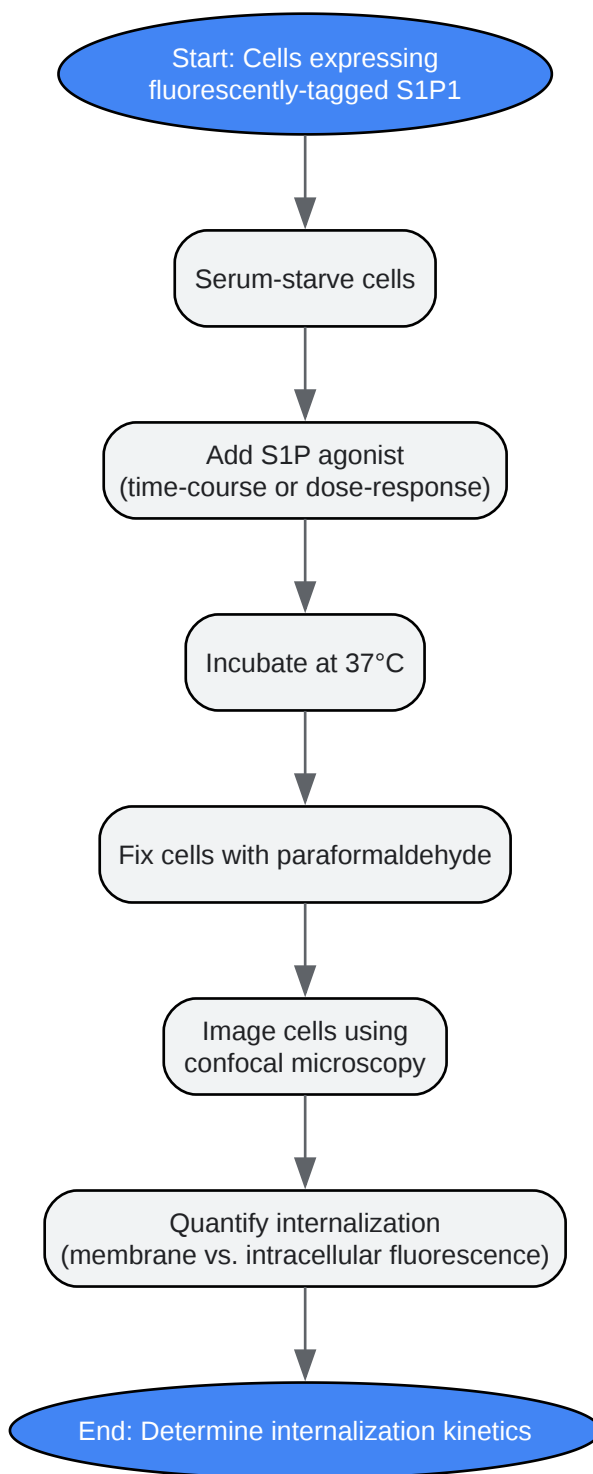 Start: Cells expressing
fluorescently-tagged S1P1
Serum-starve cells
Add S1P agonist
(time-course or dose-response)
Incubate at 37°C
Fix cells with paraformaldehyde
Image cells using
confocal microscopy
Quantify internalization
(membrane vs. intracellular fluorescence)
End: Determine internalization kinetics